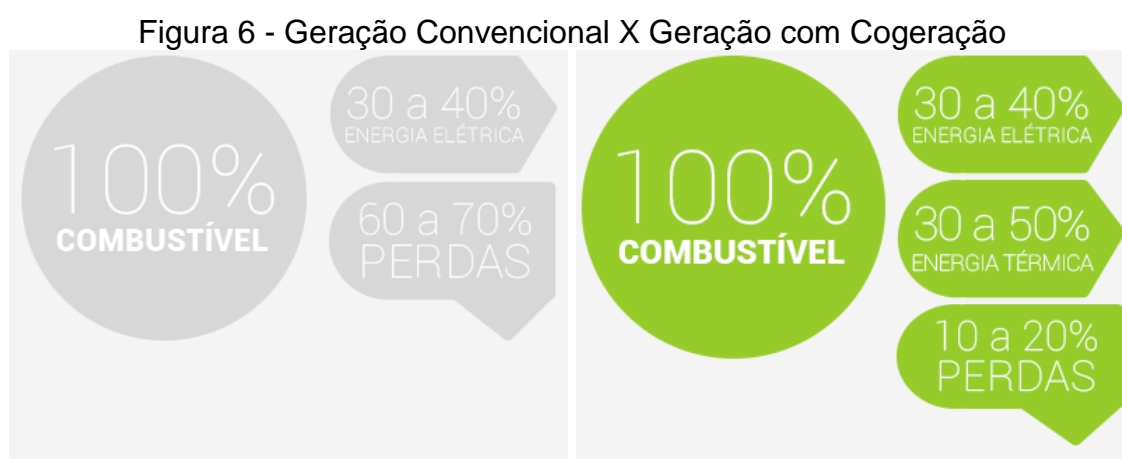 Figura 6 - Geração Convencional X Geração com Cogeração
100%
COMBUSTÍVEL
30 a 40%
ENERGIA ELÉTRICA
60 a 70%
PERDAS
100%
COMBUSTÍVEL
30 a 40%
ENERGIA ELÉTRICA
30 a 50%
ENERGIA TÉRMICA
10 a 20%
PERDAS